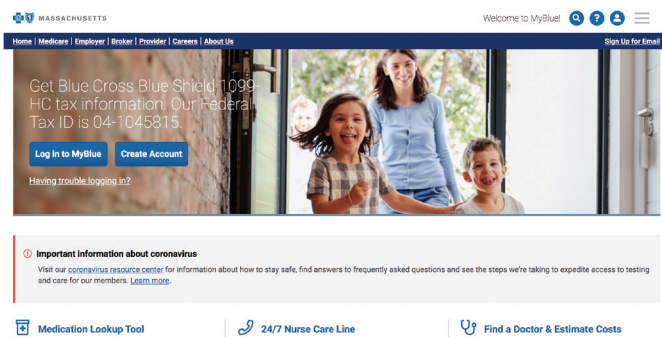 MASSACHUSETTS
Welcome to MyBlue!
Home | Medicare | Employer | Broker | Provider | Careers | About Us
Sign Up for Email
Get Blue Cross Blue Shield 1099-
HC tax information. Our Federal
Tax ID is 04-1045815.
Log in to MyBlue
Create Account
Having trouble logging in?
Important information about coronavirus
Visit our coronavirus resource center for information about how to stay safe, find answers to frequently asked questions and see the steps we're taking to expedite access to testing
and care for our members. Learn more.
Medication Lookup Tool
24/7 Nurse Care Line
Find a Doctor & Estimate Costs